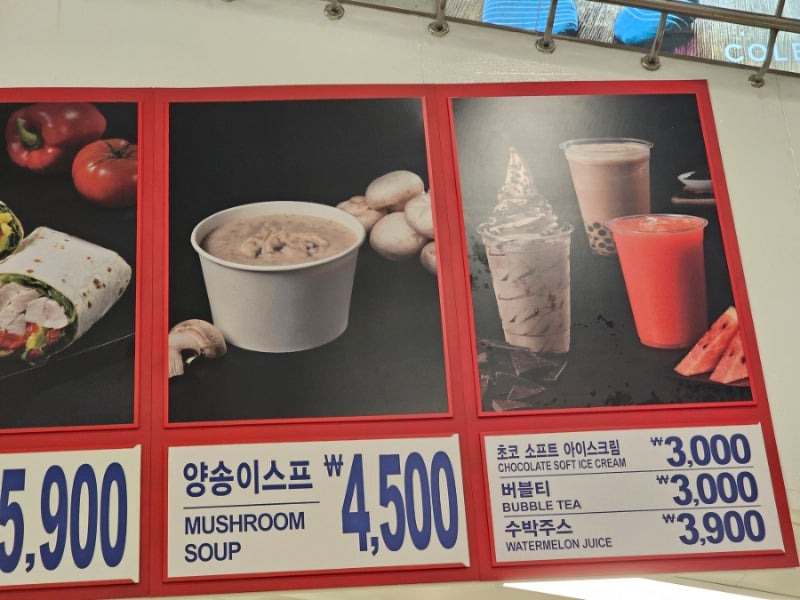 5,900
양송이스프 ₩4,500
MUSHROOM
SOUP
초코 소프트 아이스크림 ₩3,000
CHOCOLATE SOFT ICE CREAM
버블티 ₩3,000
BUBBLE TEA
수박주스 ₩3,900
WATERMELON JUICE